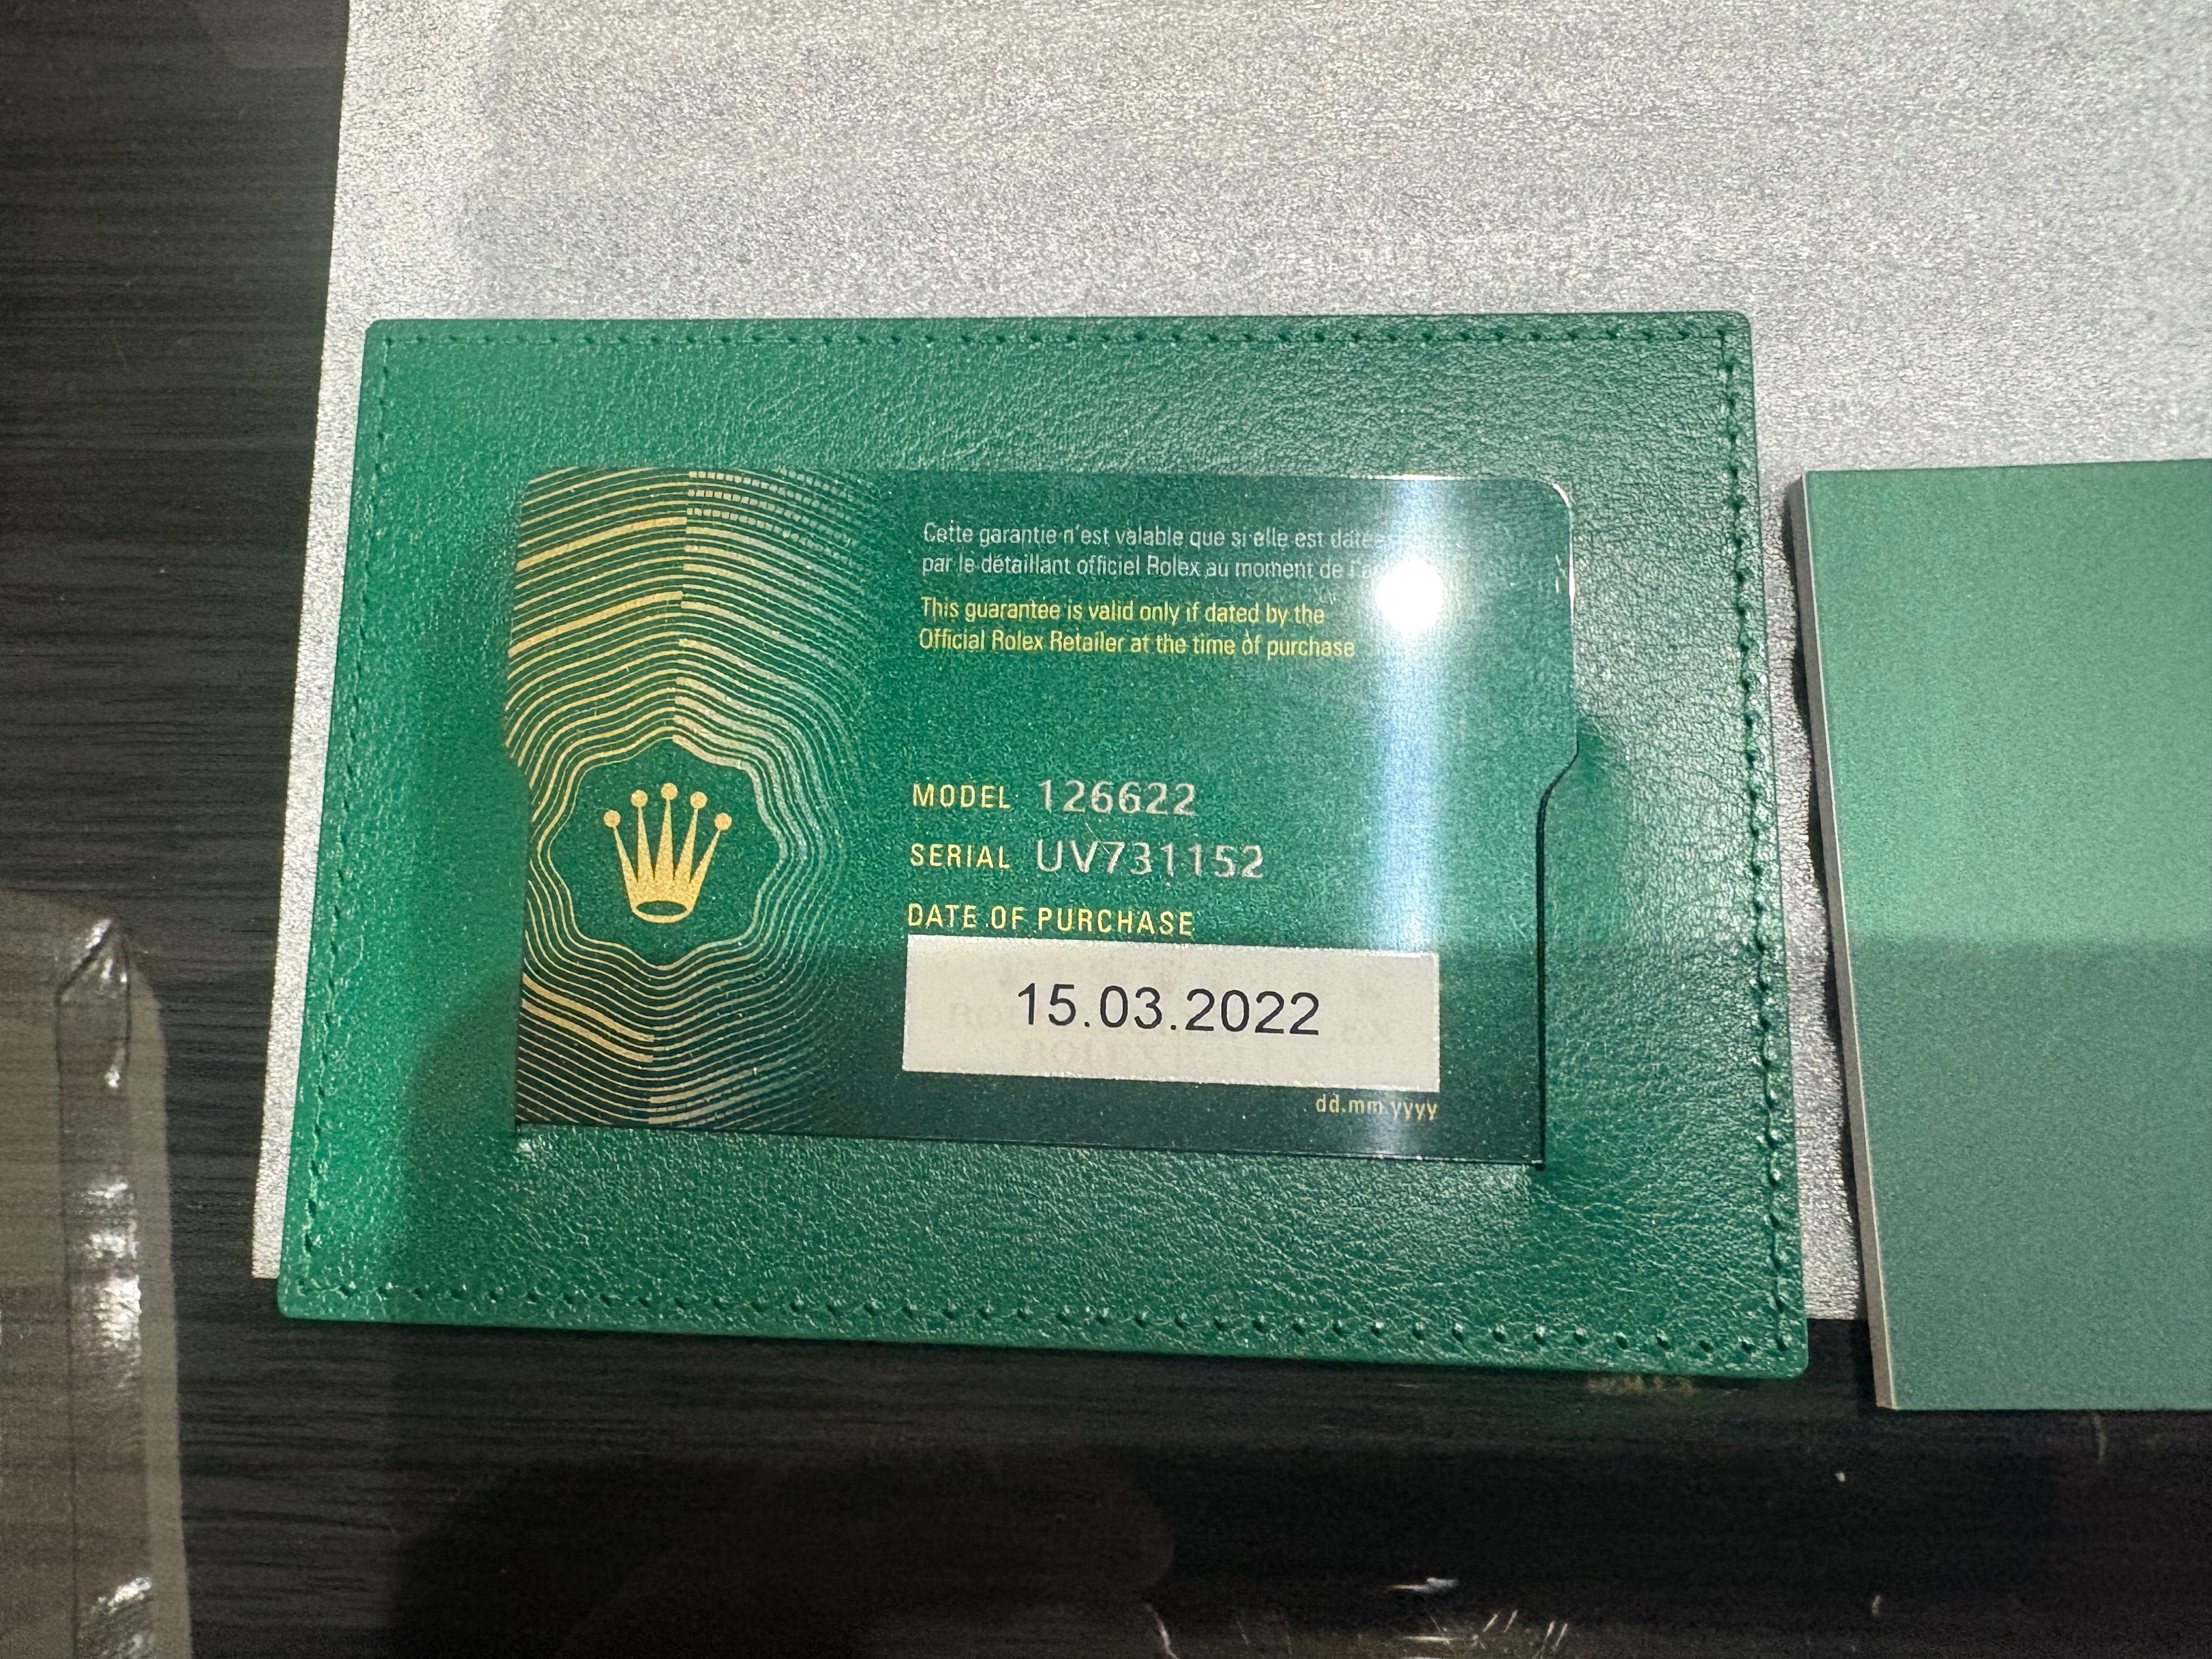 Cette garantie n'est valable que si elle est datée
par le détaillant officiel Rolex au moment de
This guarantee is valid only if dated by the
Official Rolex Retailer at the time of purchase
MODEL 126622
SERIAL UV731152
DATE OF PURCHASE
15.03.2022
dd.mm.yyyy